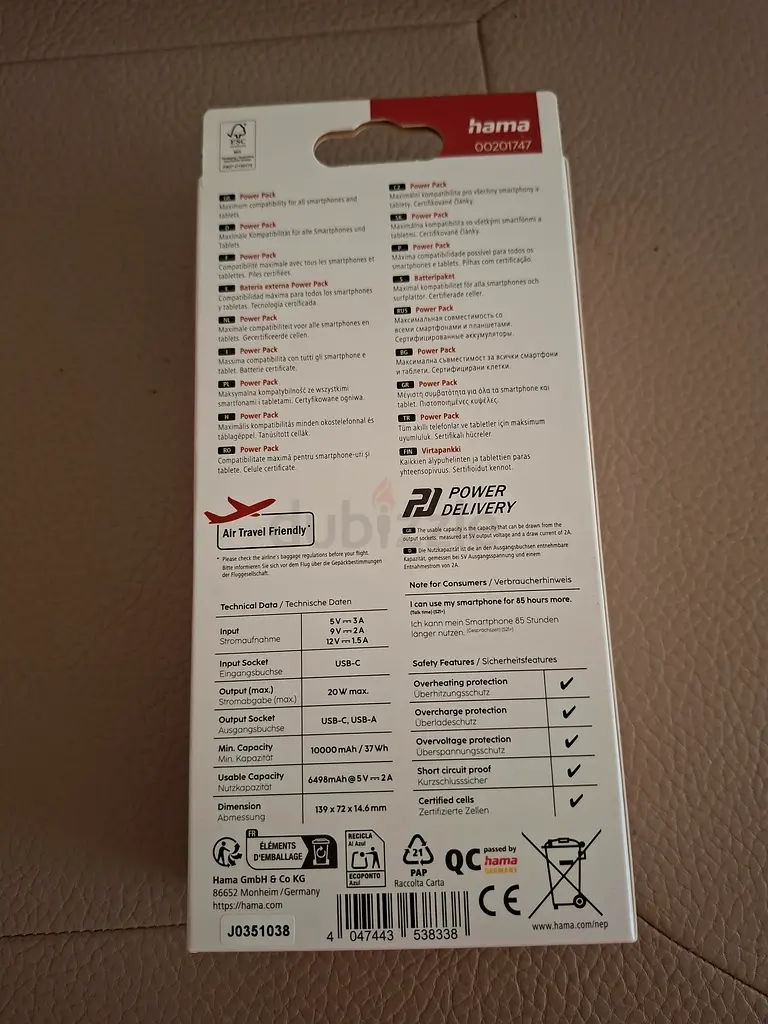 FSC
hama
00201747
GB Power Pack
Maximum compatibility for all smartphones and
tablets.
D Power Pack
Maximale Kompatibilität für alle Smartphones und
Tablets.
F Power Pack
Compatibilité maximale avec tous les smartphones et
tablettes. Piles certifiées.
E Batería externa Power Pack
Compatibilidad máxima para todos los smartphones
y tabletas. Tecnología certificada.
NL Power Pack
Maximale compatibiliteit voor alle smartphones en
tablets. Gecertificeerde cellen.
I Power Pack
Massima compatibilità con tutti gli smartphone e
tablet. Batterie certificate.
PL Power Pack
Maksymalna kompatybilność ze wszystkimi
smartfonami i tabletami. Certyfikowane ogniwa.
H Power Pack
Maximális kompatibilitás minden okostelefonnal és
táblagéppel. Tanúsított cellák.
RO Power Pack
Compatibilitate maximă pentru smartphone-uri și
tablete. Celule certificate.
CZ Power Pack
Maximální kompatibilita pro všechny smartphony a
tablety. Certifikované články.
SK Power Pack
Maximálna kompatibilita so všetkými smartfónmi a
tabletmi. Certifikované články.
P Power Pack
Máxima compatibilidade possível para todos os
smartphones e tablets. Pilhas com certificação.
S Batteripaket
Maximal kompatibilitet för alla smartphones och
surfplattor. Certifierade celler.
RUS Power Pack
Максимальная совместимость со
всеми смартфонами и планшетами.
Сертифицированные аккумуляторы.
BG Power Pack
Максимална съвместимост за всички смартфони
и таблети. Сертифицирани клетки.
GR Power Pack
Μέγιστη συμβατότητα για όλα τα smartphone και
tablet. Πιστοποιημένες κυψέλες.
TR Power Pack
Tüm akıllı telefonlar ve tabletler için maksimum
uyumluluk. Sertifikalı hücreler.
FIN Virtapankki
Kaikkien älypuhelinten ja tablettien paras
yhteensopivuus. Sertifioidut kennot.
dubizzle
Air Travel Friendly*
* Please check the airline's baggage regulations before your flight.
Bitte informieren Sie sich vor dem Flug über die Gepäckbestimmungen
der Fluggesellschaft.
POWER
DELIVERY
GB The usable capacity is the capacity that can be drawn from the
output sockets, measured at 5V output voltage and a draw current of 2A.
D Die Nutzkapazität ist die an den Ausgangsbuchsen entnehmbare
Kapazität, gemessen bei 5V Ausgangsspannung und einem
Entnahmestrom von 2A.
Note for Consumers / Verbraucherhinweis
I can use my smartphone for 85 hours more.
(Talk time) (S21+)
Ich kann mein Smartphone 85 Stunden
länger nutzen. (Gesprächszeit) (S21+)
Technical Data / Technische Daten
Input
Stromaufnahme
5 V ⎓ 3 A
9 V ⎓ 2 A
12 V ⎓ 1.5 A
Input Socket
Eingangsbuchse
USB-C
Output (max.)
Stromabgabe (max.)
20 W max.
Output Socket
Ausgangsbuchse
USB-C, USB-A
Min. Capacity
Min. Kapazität
10000 mAh / 37 Wh
Usable Capacity
Nutzkapazität
6498mAh @ 5 V ⎓ 2 A
Dimension
Abmessung
139 x 72 x 14.6 mm
Safety Features / Sicherheitsfeatures
Overheating protection ✔
Überhitzungsschutz
Overcharge protection ✔
Überladeschutz
Overvoltage protection ✔
Überspannungsschutz
Short circuit proof ✔
Kurzschlusssicher
Certified cells ✔
Zertifizierte Zellen
FR
ÉLÉMENTS
D'EMBALLAGE
RECICLA
Al Azul
ECOPONTO
Azul
21
PAP
Raccolta Carta
QC passed by
hama
GERMANY
Hama GmbH & Co KG
86652 Monheim / Germany
https://hama.com
J0351038
4 047443 538338
CE
www.hama.com/nep